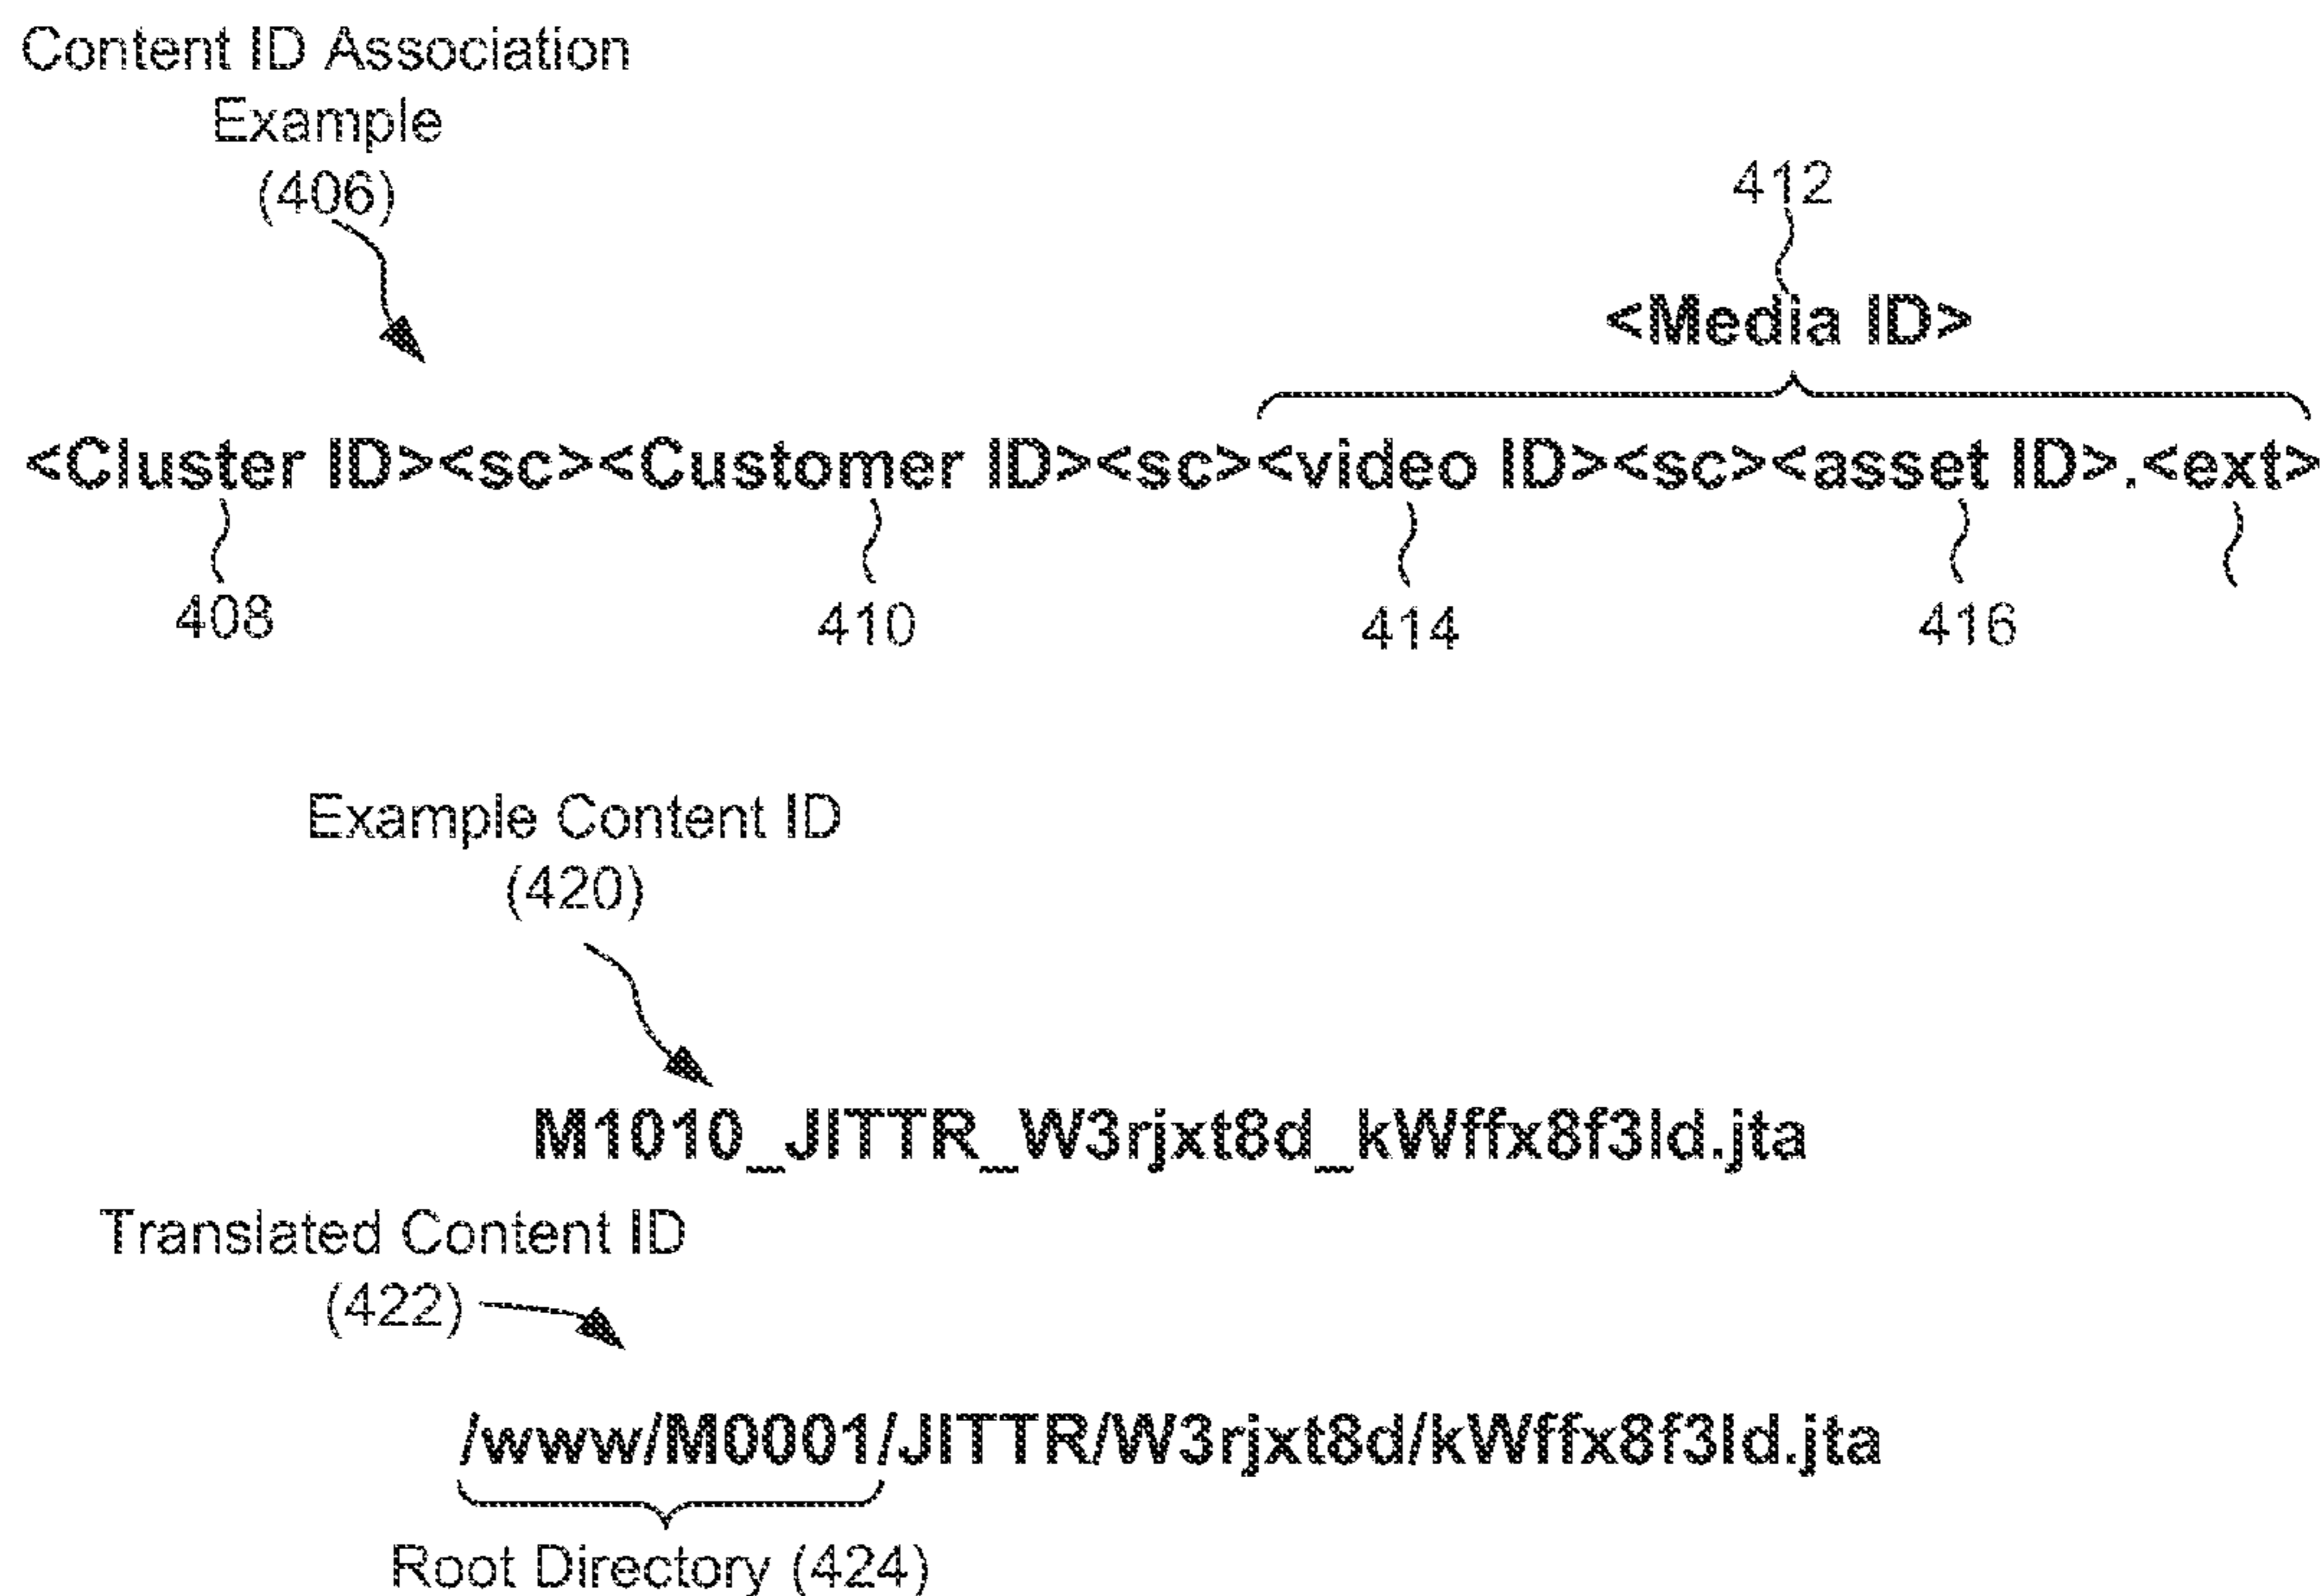 Content ID Association
Example
(406)
412
<Media ID>
<Cluster ID><sc><Customer ID><sc><video ID><sc><asset ID>.<ext>
408 410 414 416
Example Content ID
(420)
M1010_JITTR_W3rjxt8d_kWffx8f3ld.jta
Translated Content ID
(422)
/www/M0001/JITTR/W3rjxt8d/kWffx8f3ld.jta
Root Directory (424)